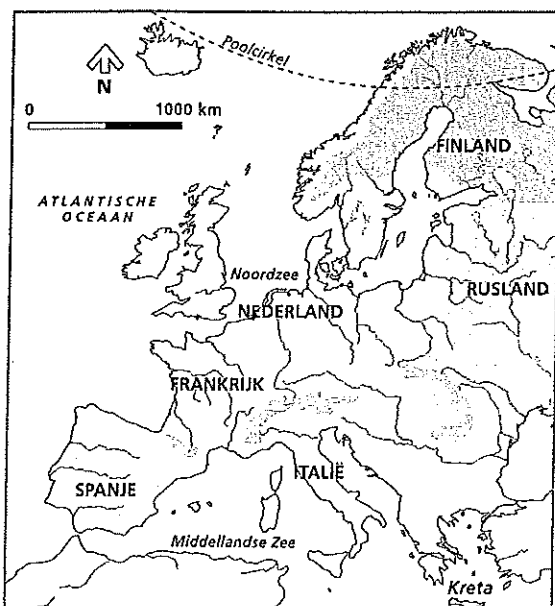 Poolcirkel
N
0 1000 km
FINLAND
ATLANTISCHE
OCEAAN
Noordzee
RUSLAND
NEDERLAND
FRANKRIJK
ITALIË
SPANJE
Middellandse Zee
Kreta